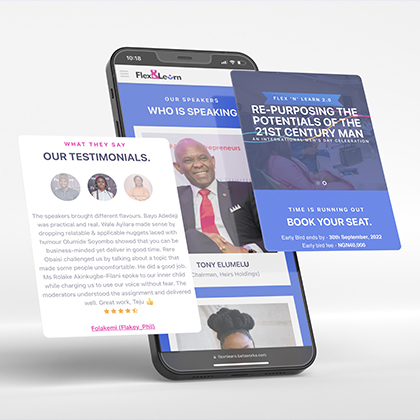 10:18
Flex&Learn
OUR SPEAKERS
WHO IS SPEAKING
epreneurs
TONY ELUMELU
(Chairman, Heirs Holdings)
flexnlearn.betaworka.com
WHAT THEY SAY
OUR TESTIMONIALS.
The speakers brought different flavours. Bayo Adedeji
was practical and real, Wale Ayilara made sense by
dropping relatable & applicable nuggets laced with
humour Olumide Soyombo showed that you can be
business-minded yet deliver in good time. Rere
Obaisi challenged us by talking about a topic that
made some people uncomfortable. He did a good job.
Ms Rolake Akinkugbe-Filani spoke to our inner child
while charging us to use our voice without fear. The
moderators understood the assignment and delivered
well. Great work, Teju 👍
Folakemi (Flakey_Phil)
FLEX 'N' LEARN 2.0
RE-PURPOSING THE
POTENTIALS OF THE
21ST CENTURY MAN
AN INTERNATIONAL MEN'S DAY CELEBRATION
TIME IS RUNNING OUT
BOOK YOUR SEAT.
Early Bird ends by - 30th September, 2022
Early bird fee - NGN40,000